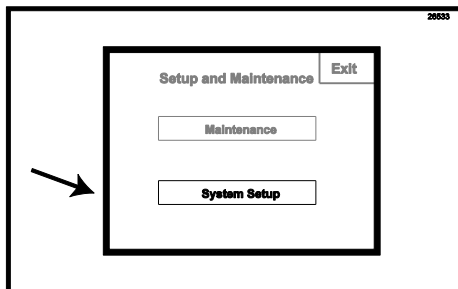 26533
Exit
Setup and Maintenance
Maintenance
System Setup